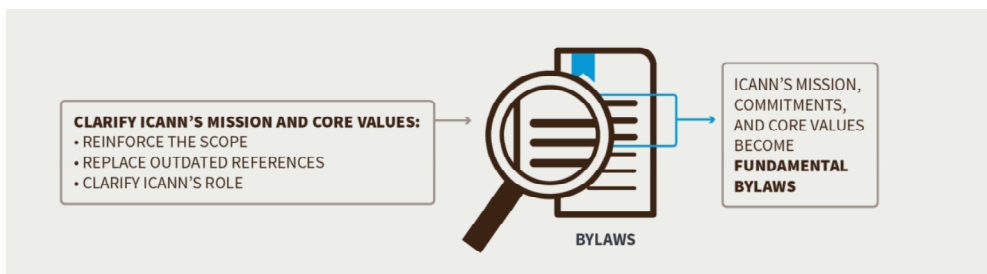 CLARIFY ICANN'S MISSION AND CORE VALUES:
• REINFORCE THE SCOPE
• REPLACE OUTDATED REFERENCES
• CLARIFY ICANN'S ROLE
BYLAWS
ICANN'S MISSION,
COMMITMENTS,
AND CORE VALUES
BECOME
FUNDAMENTAL
BYLAWS